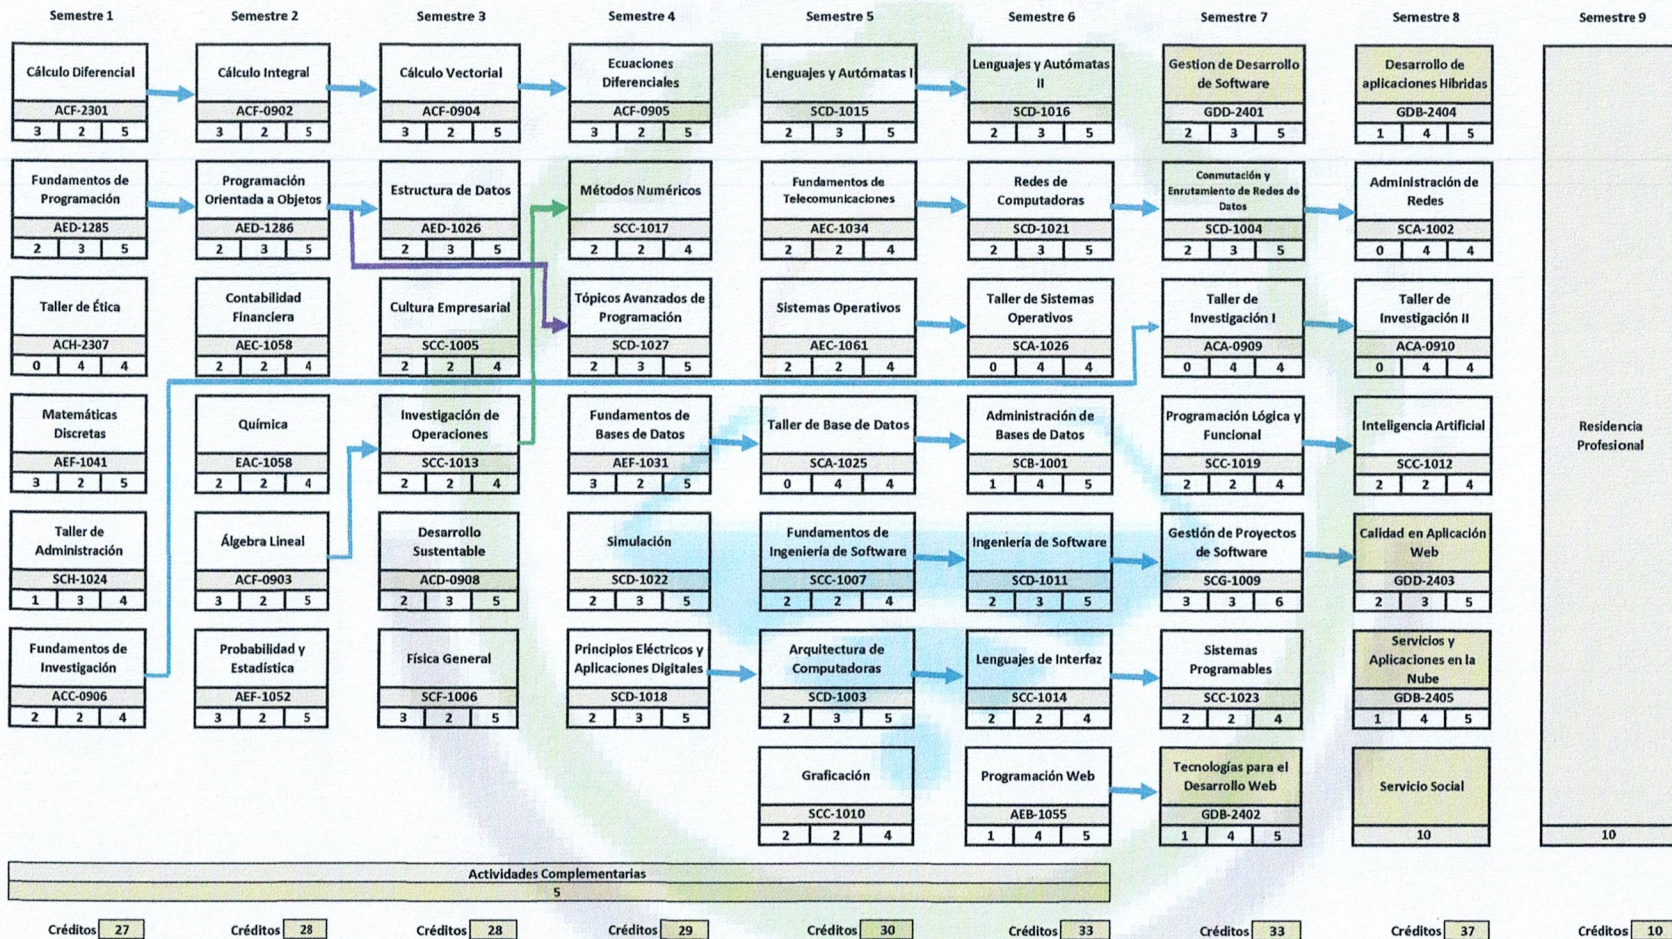 Semestre 1 Semestre 2 Semestre 3 Semestre 4 Semestre 5 Semestre 6 Semestre 7 Semestre 8 Semestre 9
Cálculo Diferencial
ACF-2301
3 2 5
Fundamentos de
Programación
AED-1285
2 3 5
Taller de Ética
ACH-2307
0 4 4
Matemáticas
Discretas
AEF-1041
3 2 5
Taller de
Administración
SCH-1024
1 3 4
Fundamentos de
Investigación
ACC-0906
2 2 4
Cálculo Integral
ACF-0902
3 2 5
Programación
Orientada a Objetos
AED-1286
2 3 5
Contabilidad
Financiera
AEC-1058
2 2 4
Química
EAC-1058
2 2 4
Álgebra Lineal
ACF-0903
3 2 5
Probabilidad y
Estadística
AEF-1052
3 2 5
Cálculo Vectorial
ACF-0904
3 2 5
Estructura de Datos
AED-1026
2 3 5
Cultura Empresarial
SCC-1005
2 2 4
Investigación de
Operaciones
SCC-1013
2 2 4
Desarrollo
Sustentable
ACD-0908
2 3 5
Física General
SCF-1006
3 2 5
Ecuaciones
Diferenciales
ACF-0905
3 2 5
Métodos Numéricos
SCC-1017
2 2 4
Tópicos Avanzados de
Programación
SCD-1027
2 3 5
Fundamentos de
Bases de Datos
AEF-1031
3 2 5
Simulación
SCD-1022
2 3 5
Principios Eléctricos y
Aplicaciones Digitales
SCD-1018
2 3 5
Lenguajes y Autómatas I
SCD-1015
2 3 5
Fundamentos de
Telecomunicaciones
AEC-1034
2 2 4
Sistemas Operativos
AEC-1061
2 2 4
Taller de Base de Datos
SCA-1025
0 4 4
Fundamentos de
Ingeniería de Software
SCC-1007
2 2 4
Arquitectura de
Computadoras
SCD-1003
2 3 5
Graficación
SCC-1010
2 2 4
Lenguajes y Autómatas
II
SCD-1016
2 3 5
Redes de
Computadoras
SCD-1021
2 3 5
Taller de Sistemas
Operativos
SCA-1026
0 4 4
Administración de
Bases de Datos
SCB-1001
1 4 5
Ingeniería de Software
SCD-1011
2 3 5
Lenguajes de Interfaz
SCC-1014
2 2 4
Programación Web
AEB-1055
1 4 5
Gestion de Desarrollo
de Software
GDD-2401
2 3 5
Conmutación y
Enrutamiento de Redes de
Datos
SCD-1004
2 3 5
Taller de
Investigación I
ACA-0909
0 4 4
Programación Lógica y
Funcional
SCC-1019
2 2 4
Gestión de Proyectos
de Software
SCG-1009
3 3 6
Sistemas
Programables
SCC-1023
2 2 4
Tecnologías para el
Desarrollo Web
GDB-2402
1 4 5
Desarrollo de
aplicaciones Hibridas
GDB-2404
1 4 5
Administración de
Redes
SCA-1002
0 4 4
Taller de
Investigación II
ACA-0910
0 4 4
Inteligencia Artificial
SCC-1012
2 2 4
Calidad en Aplicación
Web
GDD-2403
2 3 5
Servicios y
Aplicaciones en la
Nube
GDB-2405
1 4 5
Servicio Social
10
Residencia
Profesional
10
Actividades Complementarias
5
Créditos 27 Créditos 28 Créditos 28 Créditos 29 Créditos 30 Créditos 33 Créditos 33 Créditos 37 Créditos 10